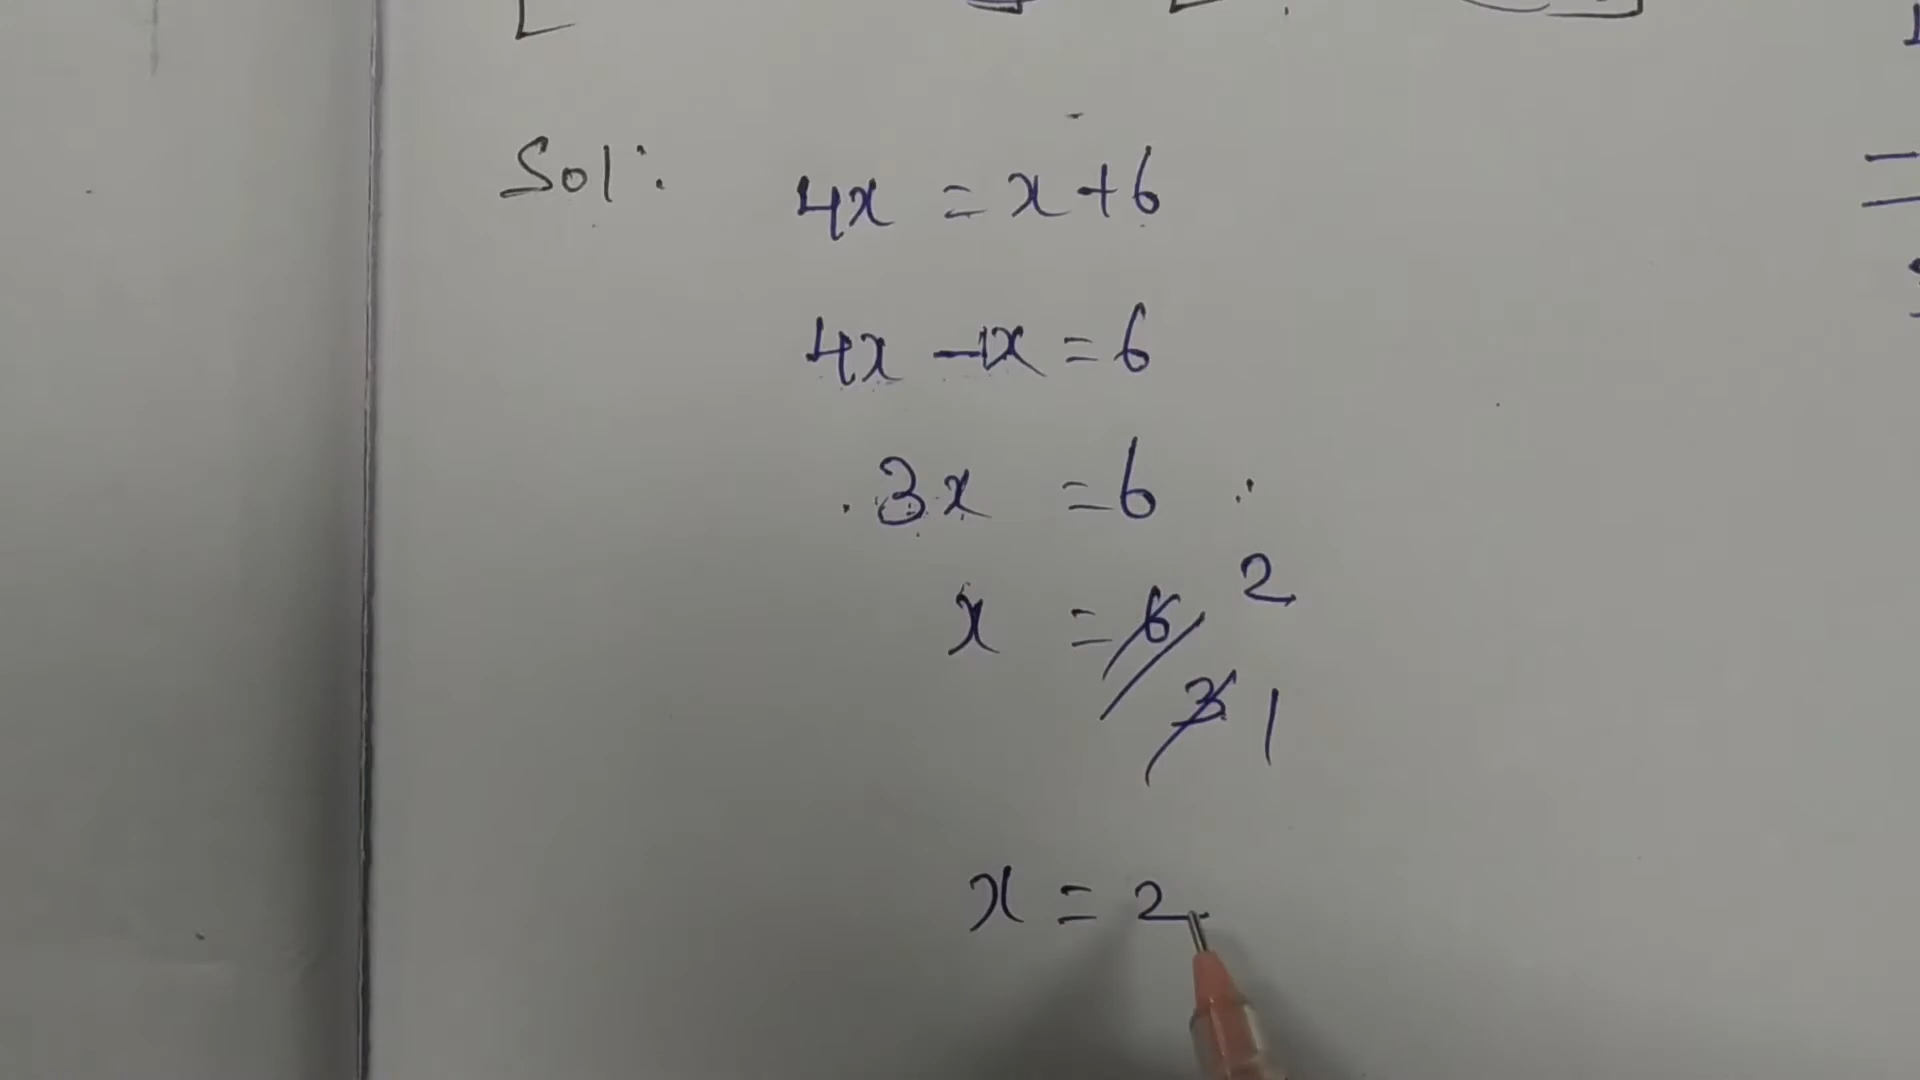 Sol: 4x = x + 6
4x - 1x = 6
3x = 6
x = 6/3 2 1
x = 2